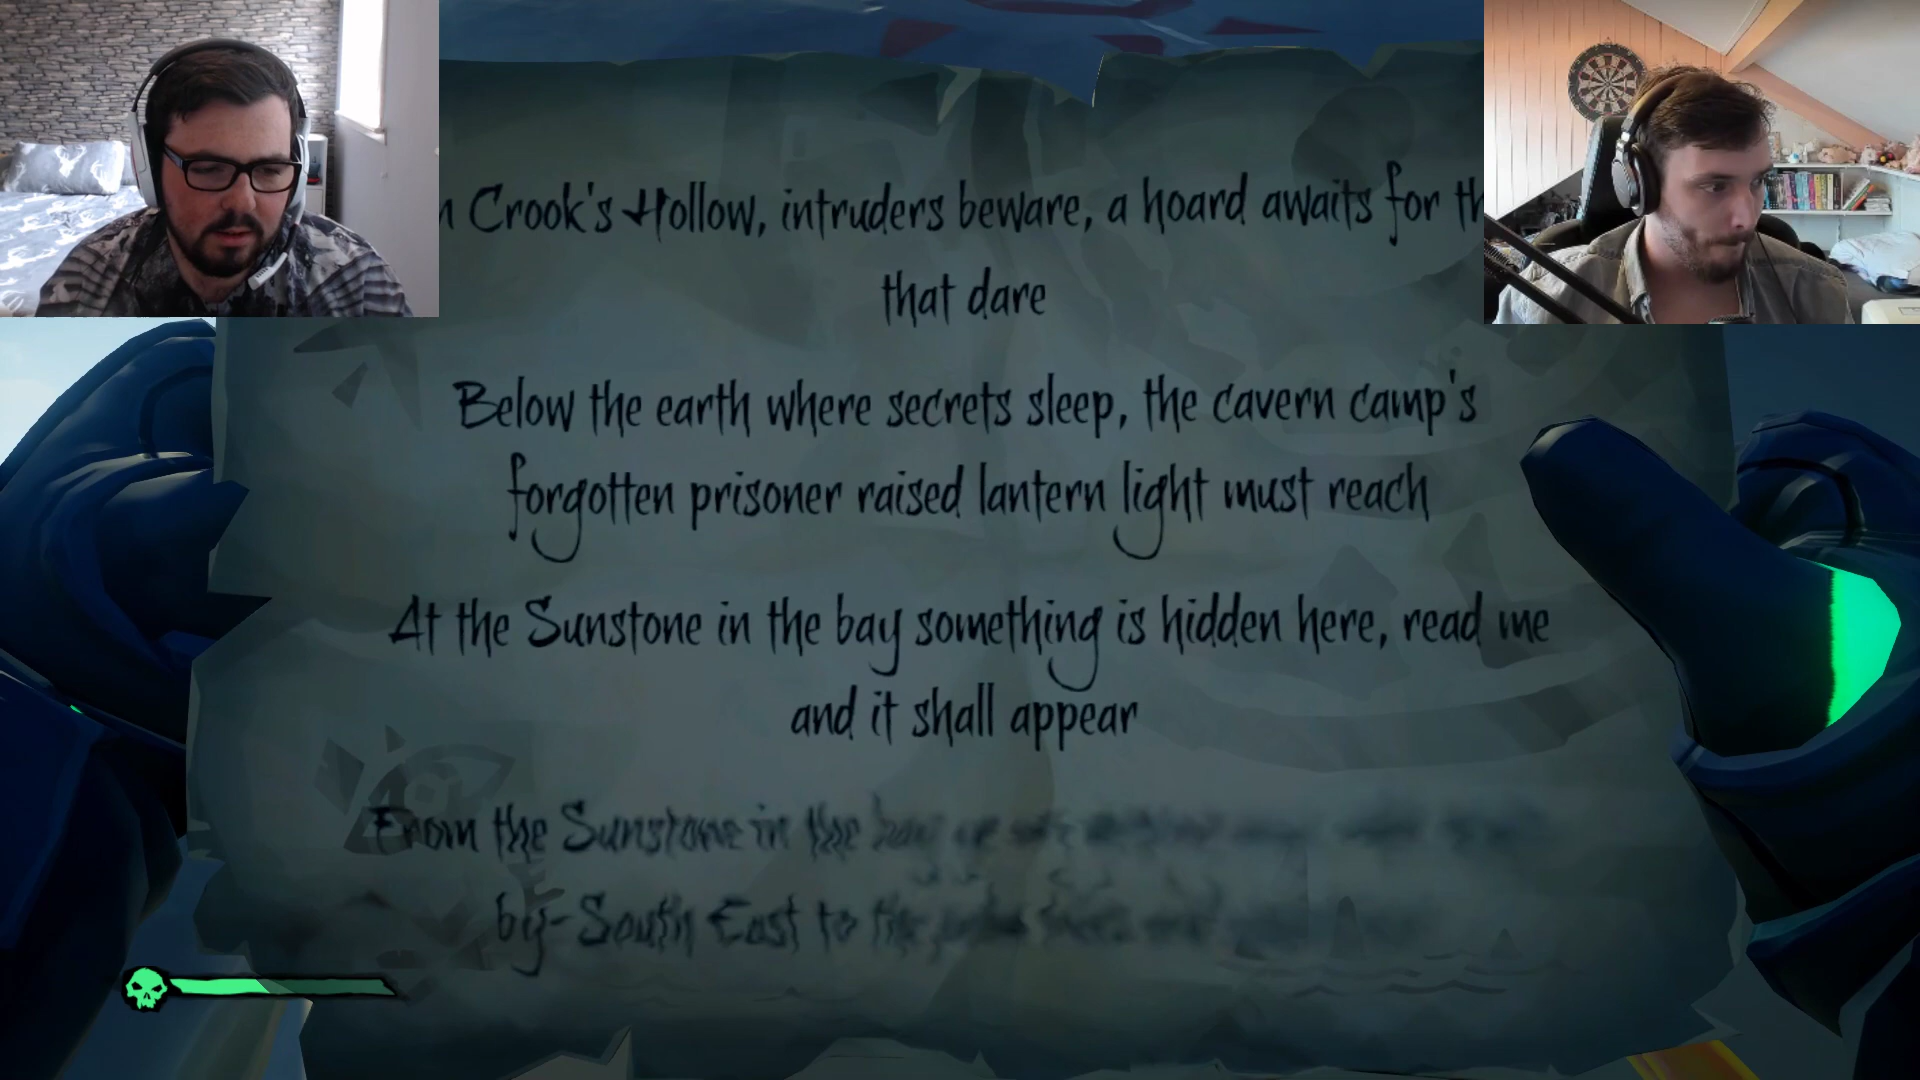 Crook's Hollow, intruders beware, a hoard awaits for
that dare
Below the earth where secrets sleep, the cavern camp's
forgotten prisoner raised lantern light must reach
At the Sunstone in the bay something is hidden here, read me
and it shall appear
From the Sunstone in the bay
by-South East to the